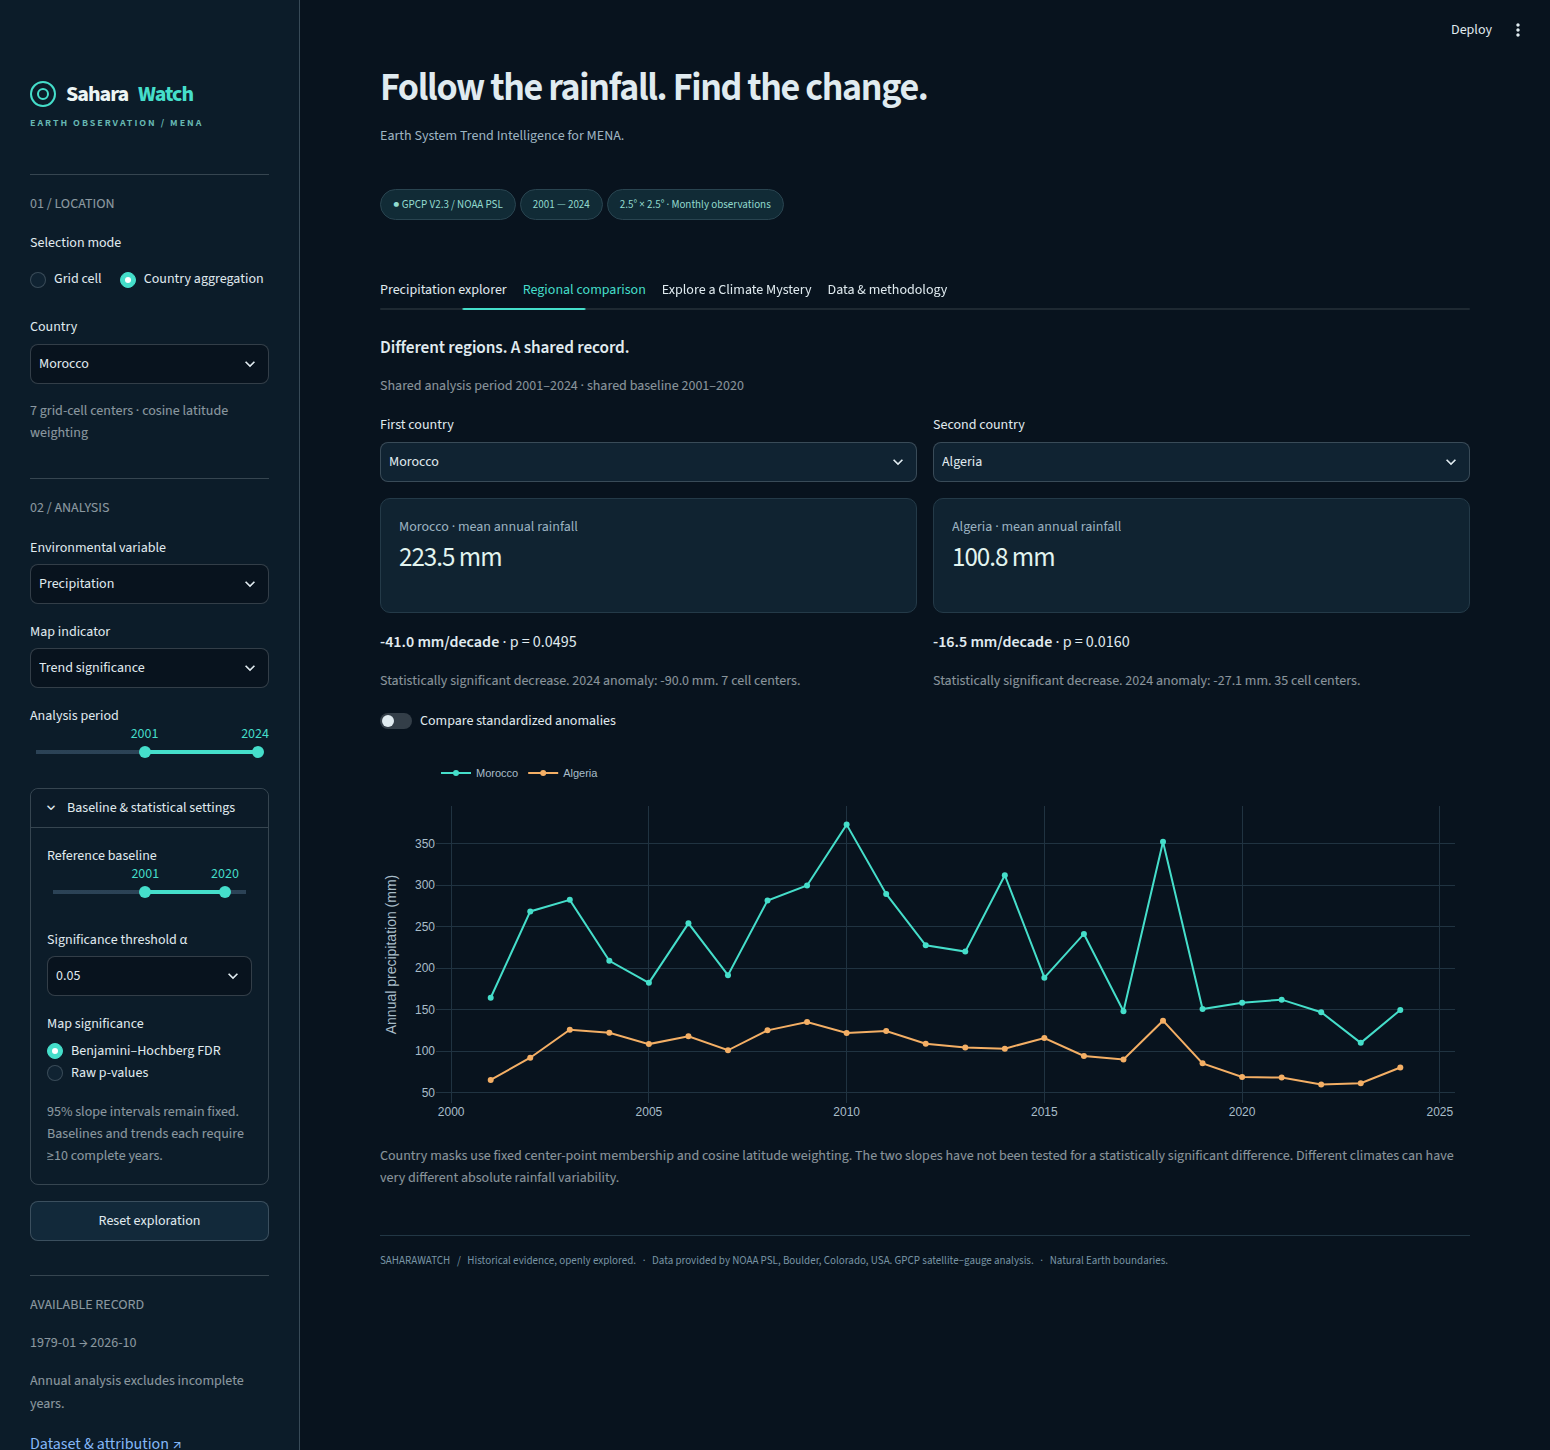 Deploy
Sahara Watch
EARTH OBSERVATION / MENA
01 / LOCATION
Selection mode
Grid cell
Country aggregation
Country
Morocco
7 grid-cell centers · cosine latitude
weighting
02 / ANALYSIS
Environmental variable
Precipitation
Map indicator
Trend significance
Analysis period
2001
2024
Baseline & statistical settings
Reference baseline
2001
2020
Significance threshold α
0.05
Map significance
Benjamini–Hochberg FDR
Raw p-values
95% slope intervals remain fixed.
Baselines and trends each require
≥10 complete years.
Reset exploration
AVAILABLE RECORD
1979-01 → 2026-10
Annual analysis excludes incomplete
years.
Dataset & attribution ↗
Follow the rainfall. Find the change.
Earth System Trend Intelligence for MENA.
● GPCP V2.3 / NOAA PSL
2001 — 2024
2.5° × 2.5° · Monthly observations
Precipitation explorer
Regional comparison
Explore a Climate Mystery
Data & methodology
Different regions. A shared record.
Shared analysis period 2001–2024 · shared baseline 2001–2020
First country
Second country
Morocco
Algeria
Morocco · mean annual rainfall
223.5 mm
Algeria · mean annual rainfall
100.8 mm
-41.0 mm/decade · p = 0.0495
-16.5 mm/decade · p = 0.0160
Statistically significant decrease. 2024 anomaly: -90.0 mm. 7 cell centers.
Statistically significant decrease. 2024 anomaly: -27.1 mm. 35 cell centers.
Compare standardized anomalies
Morocco
Algeria
Annual precipitation (mm)
350
300
250
200
150
100
50
2000
2005
2010
2015
2020
2025
Country masks use fixed center-point membership and cosine latitude weighting. The two slopes have not been tested for a statistically significant difference. Different climates can have
very different absolute rainfall variability.
SAHARAWATCH / Historical evidence, openly explored. · Data provided by NOAA PSL, Boulder, Colorado, USA. GPCP satellite–gauge analysis. · Natural Earth boundaries.